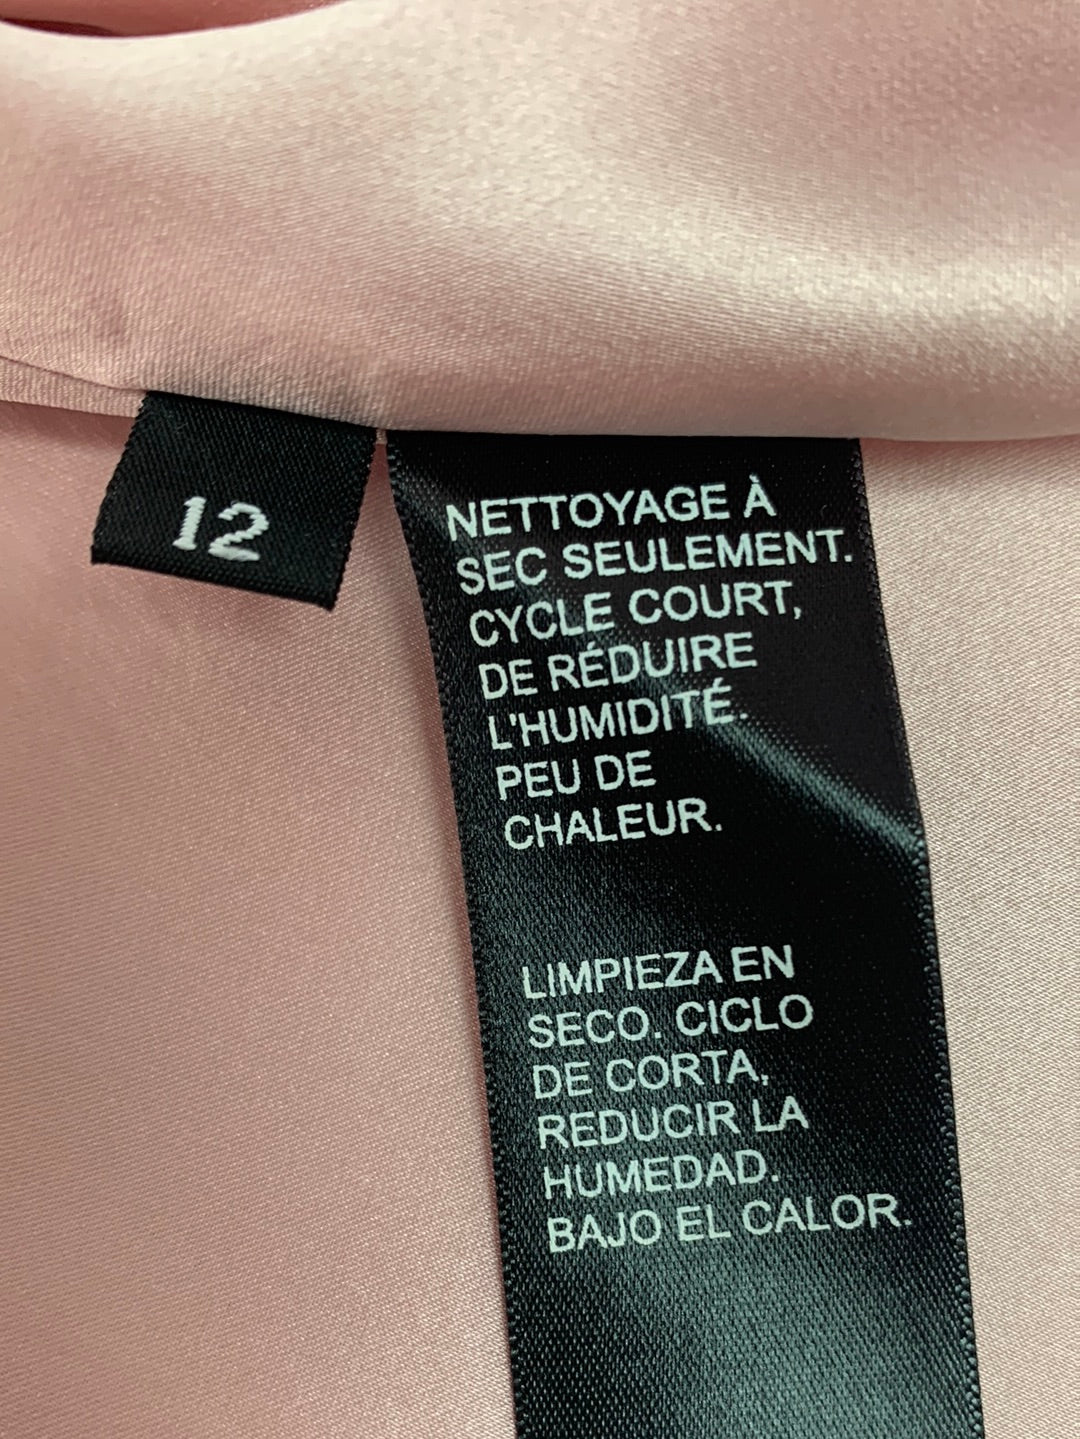 12
NETTOYAGE À
SEC SEULEMENT.
CYCLE COURT,
DE RÉDUIRE
L'HUMIDITÉ.
PEU DE
CHALEUR.
LIMPIEZA EN
SECO. CICLO
DE CORTA,
REDUCIR LA
HUMEDAD.
BAJO EL CALOR.